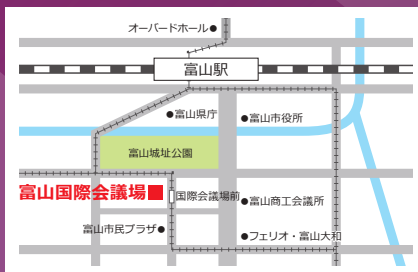 オーバードホール●
富山駅
●富山県庁
●富山市役所
富山城址公園
富山国際会議場■
国際会議場前
●富山商工会議所
富山市民プラザ●
●フェリオ・富山大和